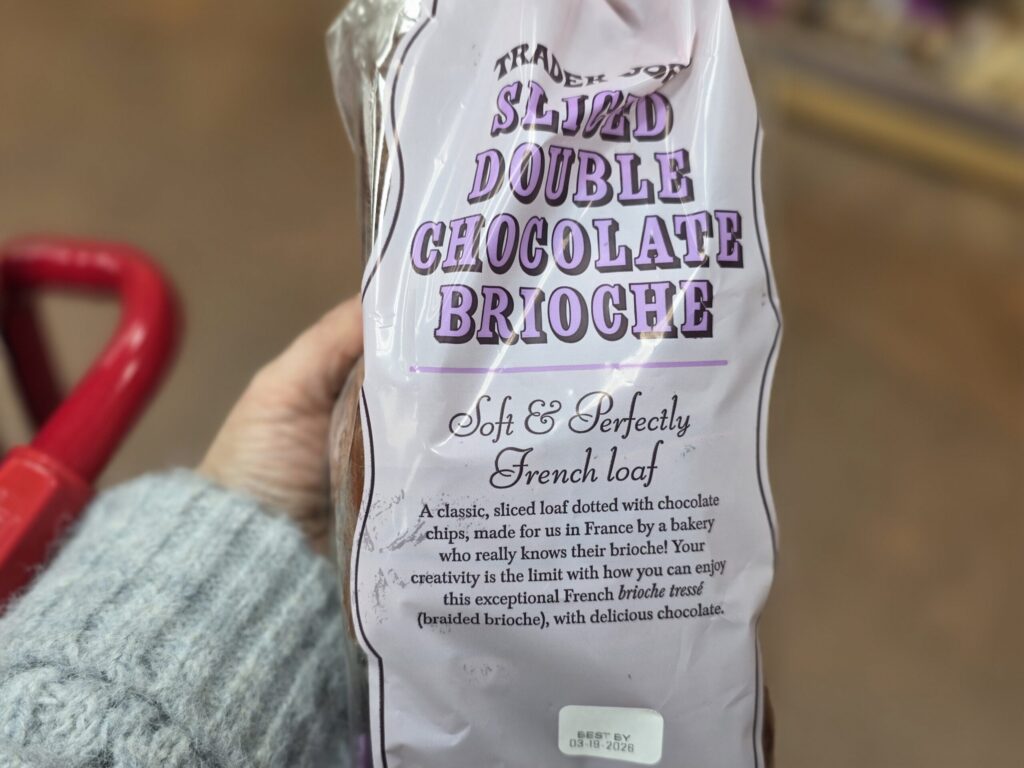 TRADER JOE
SLICED
DOUBLE
CHOCOLATE
BRIOCHE
Soft & Perfectly
French loaf
A classic, sliced loaf dotted with chocolate
chips, made for us in France by a bakery
who really knows their brioche! Your
creativity is the limit with how you can enjoy
this exceptional French brioche tressé
(braided brioche), with delicious chocolate.
BEST BY
03-19-2026